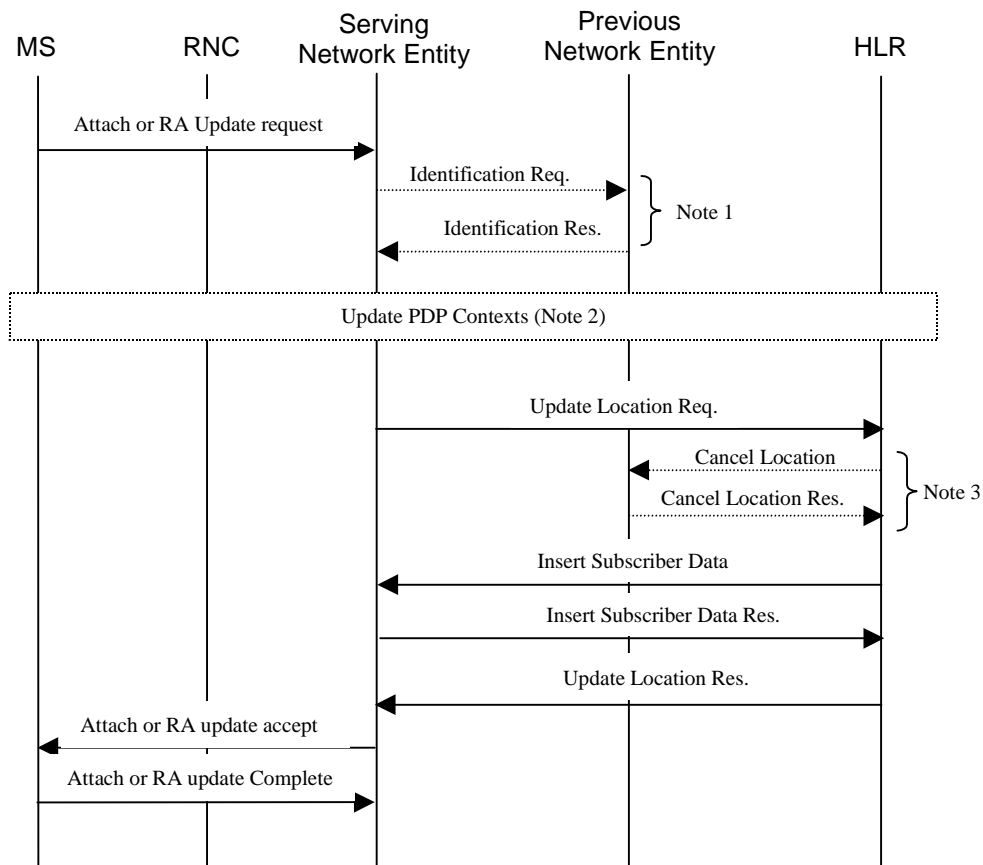 MS
RNC
Serving
Network Entity
Previous
Network Entity
HLR
Attach or RA Update request
Identification Req.
Note 1
Identification Res.
Update PDP Contexts (Note 2)
Update Location Req.
Cancel Location
Note 3
Cancel Location Res.
Insert Subscriber Data
Insert Subscriber Data Res.
Update Location Res.
Attach or RA update accept
Attach or RA update Complete